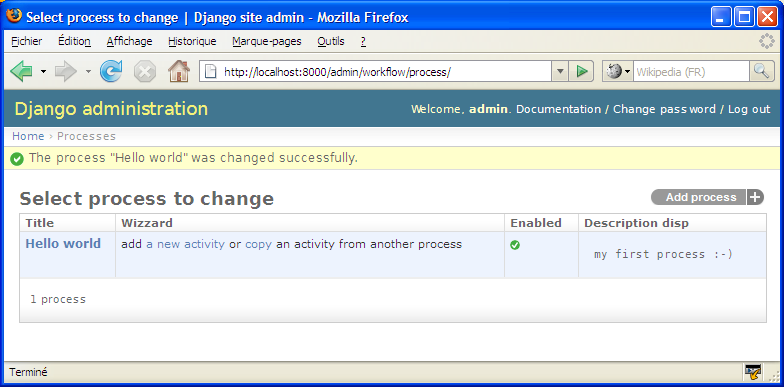 Select process to change | Django site admin - Mozilla Firefox
Fichier Édition Affichage Historique Marque-pages Outils ?
http://localhost:8000/admin/workflow/process/ Wikipedia (FR)
Django administration Welcome, admin. Documentation / Change password / Log out
Home › Processes
The process "Hello world" was changed successfully.
Select process to change Add process
Title Wizzard Enabled Description disp
Hello world add a new activity or copy an activity from another process my first process :-)
1 process
Terminé